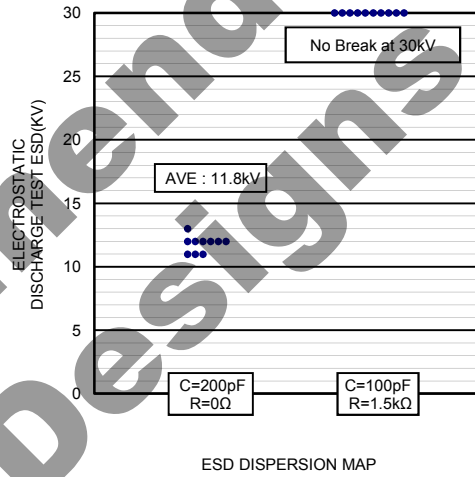 30
25
20
15
10
5
0
ELECTROSTATIC
DISCHARGE TEST ESD(KV)
No Break at 30kV
AVE : 11.8kV
C=200pF
R=0Ω
C=100pF
R=1.5kΩ
ESD DISPERSION MAP
Designs